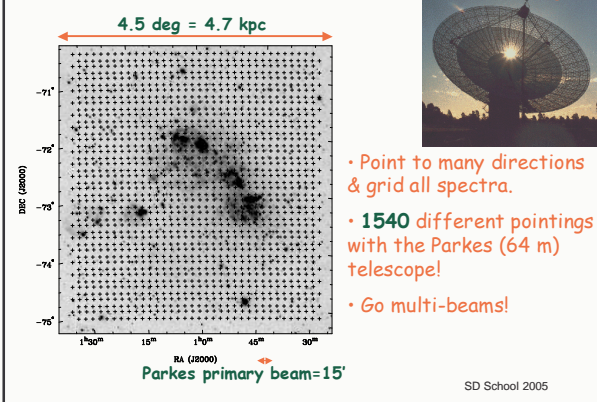 4.5 deg = 4.7 kpc
-71°
-72°
-73°
-74°
-75°
DEC (J2000)
1ʰ30ᵐ 15ᵐ 1ʰ0ᵐ 45ᵐ 30ᵐ
RA (J2000)
Parkes primary beam=15'
• Point to many directions
& grid all spectra.
• 1540 different pointings
with the Parkes (64 m)
telescope!
• Go multi-beams!
SD School 2005